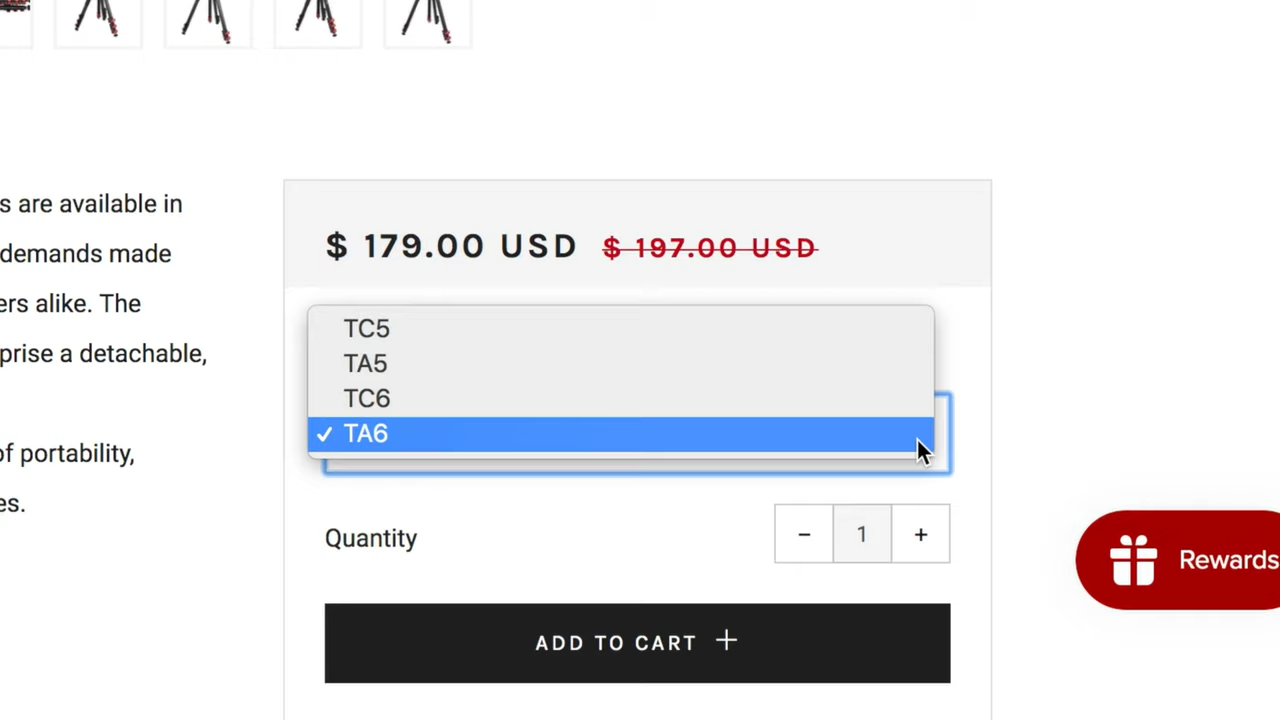 s are available in
demands made
ers alike. The
prise a detachable,
of portability,
es.
$ 179.00 USD $ 197.00 USD
TC5
TA5
TC6
✓ TA6
Quantity
− 1 +
ADD TO CART +
Rewards